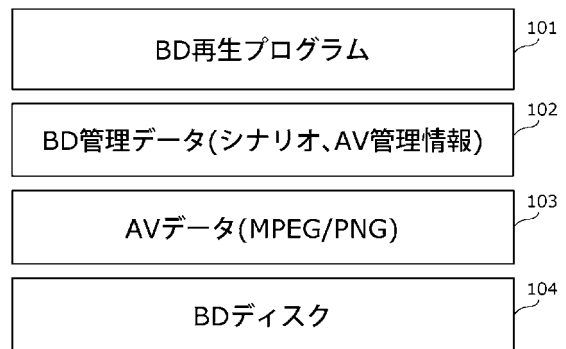 BD再生プログラム
101
BD管理データ(シナリオ、AV管理情報)
102
AVデータ(MPEG/PNG)
103
BDディスク
104